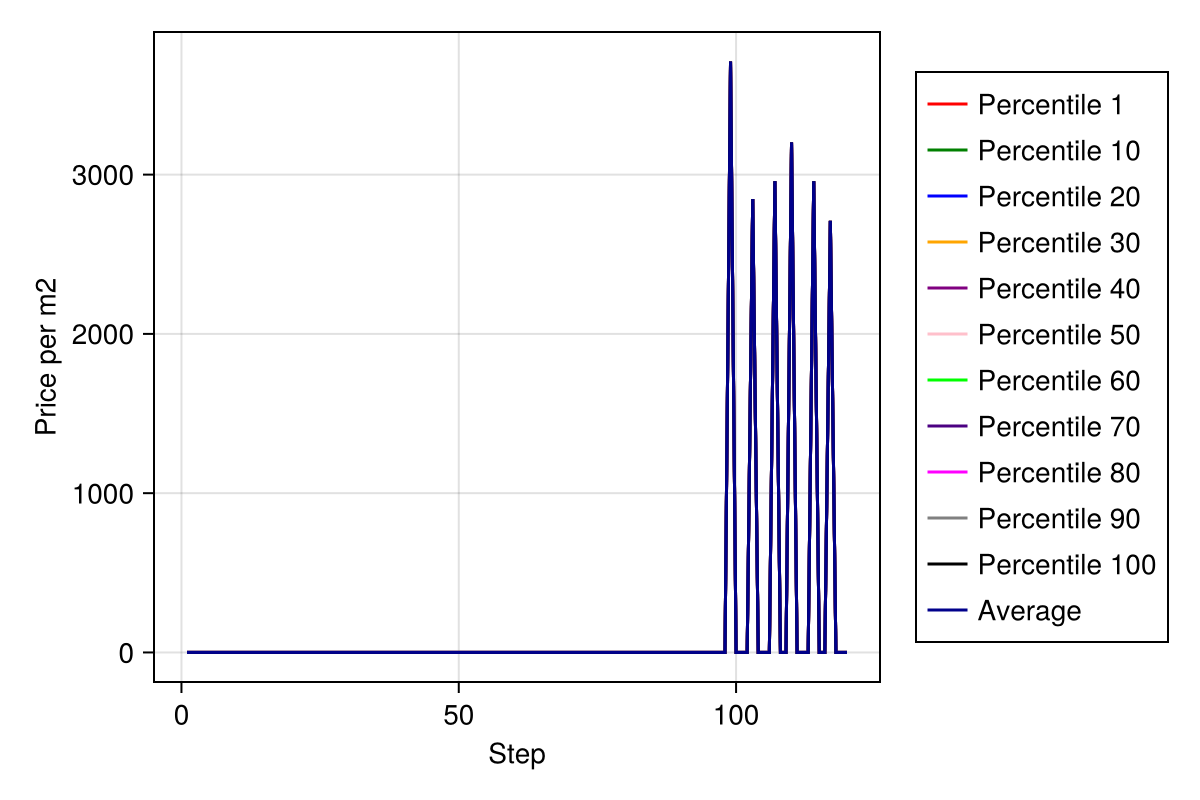 Price per m2
3000
2000
1000
0
0
50
100
Step
Percentile 1
Percentile 10
Percentile 20
Percentile 30
Percentile 40
Percentile 50
Percentile 60
Percentile 70
Percentile 80
Percentile 90
Percentile 100
Average